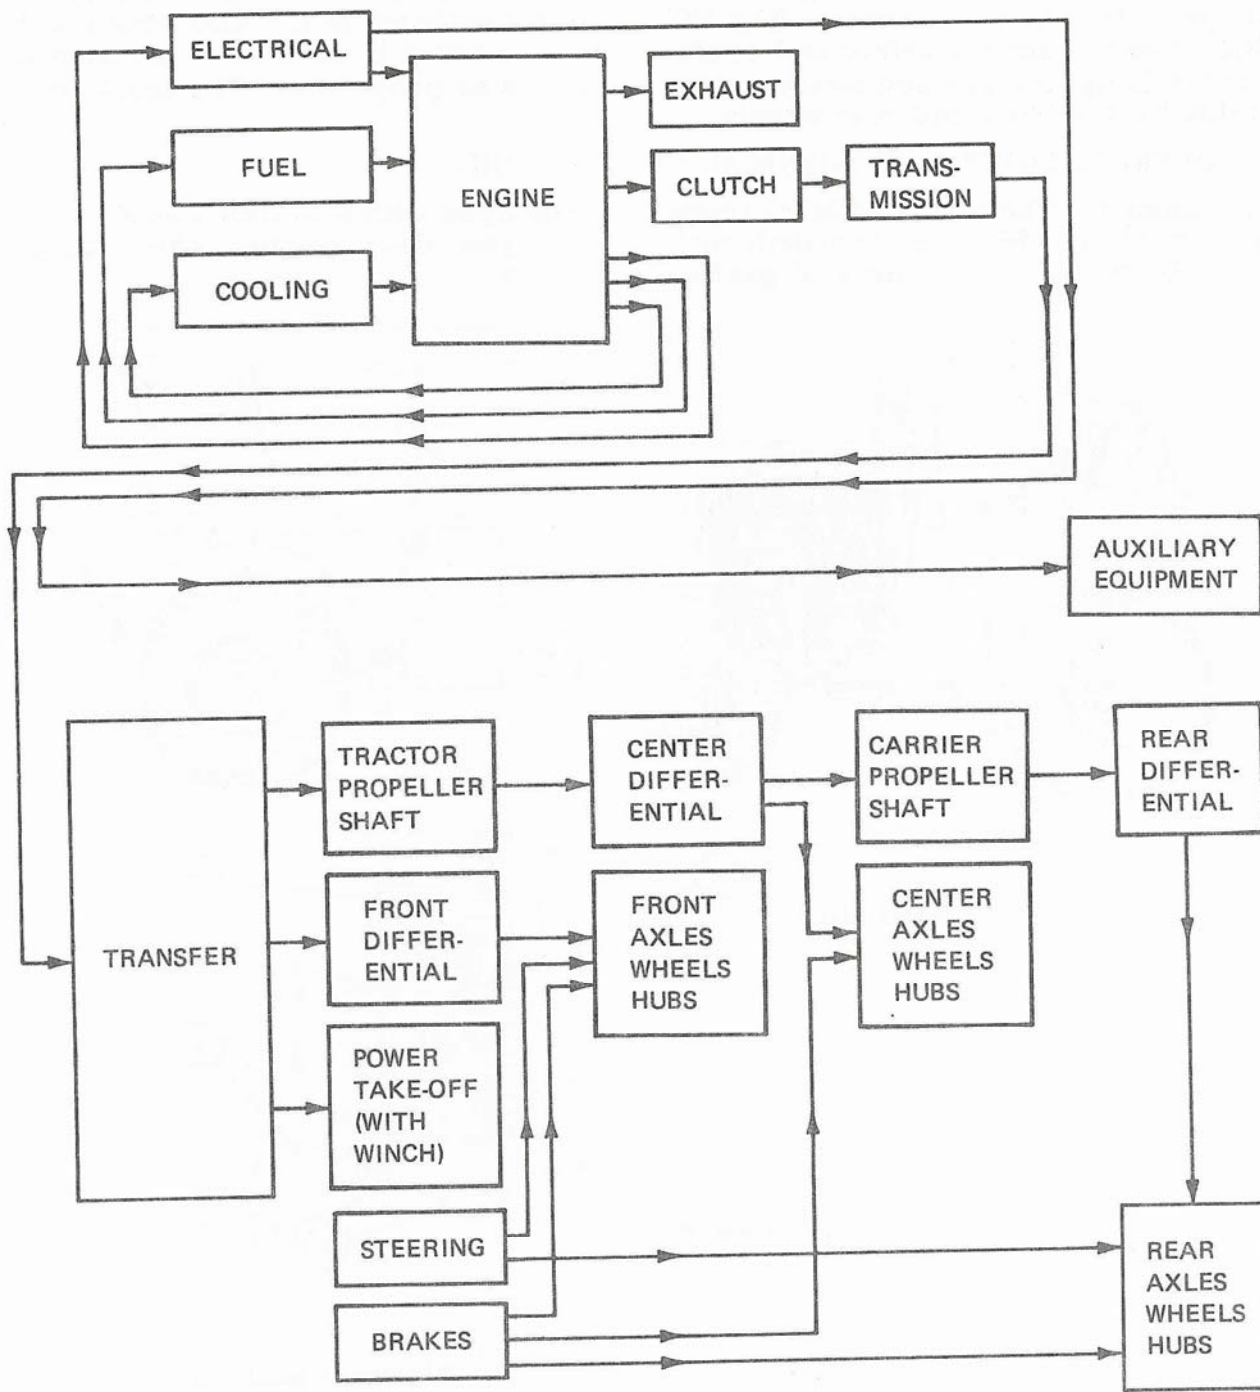 ELECTRICAL
EXHAUST
FUEL
ENGINE
CLUTCH
TRANS-
MISSION
COOLING
AUXILIARY
EQUIPMENT
TRACTOR
PROPELLER
SHAFT
CENTER
DIFFER-
ENTIAL
CARRIER
PROPELLER
SHAFT
REAR
DIFFER-
ENTIAL
TRANSFER
FRONT
DIFFER-
ENTIAL
FRONT
AXLES
WHEELS
HUBS
CENTER
AXLES
WHEELS
HUBS
POWER
TAKE-OFF
(WITH
WINCH)
STEERING
BRAKES
REAR
AXLES
WHEELS
HUBS